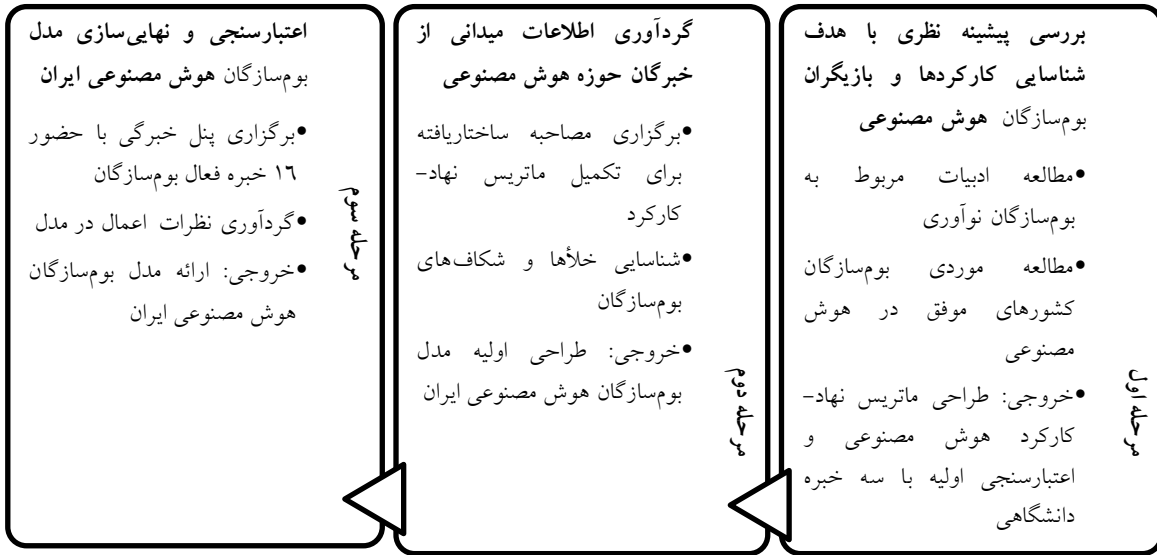 بررسی پیشینه نظری با هدف
شناسایی کارکردها و بازیگران
بوم‌سازگان هوش مصنوعی
•مطالعه ادبیات مربوط به
بوم‌سازگان نوآوری
•مطالعه موردی بوم‌سازگان
کشورهای موفق در هوش
مصنوعی
•خروجی: طراحی ماتریس نهاد-
کارکرد هوش مصنوعی و
اعتبارسنجی اولیه با سه خبره
دانشگاهی
مرحله اول
گردآوری اطلاعات میدانی از
خبرگان حوزه هوش مصنوعی
•برگزاری مصاحبه ساختاریافته
برای تکمیل ماتریس نهاد-
کارکرد
•شناسایی خلأها و شکاف‌های
بوم‌سازگان
•خروجی: طراحی اولیه مدل
بوم‌سازگان هوش مصنوعی ایران
مرحله دوم
اعتبارسنجی و نهایی‌سازی مدل
بوم‌سازگان هوش مصنوعی ایران
•برگزاری پنل خبرگی با حضور
١٦ خبره فعال بوم‌سازگان
•گردآوری نظرات اعمال در مدل
•خروجی: ارائه مدل بوم‌سازگان
هوش مصنوعی ایران
مرحله سوم